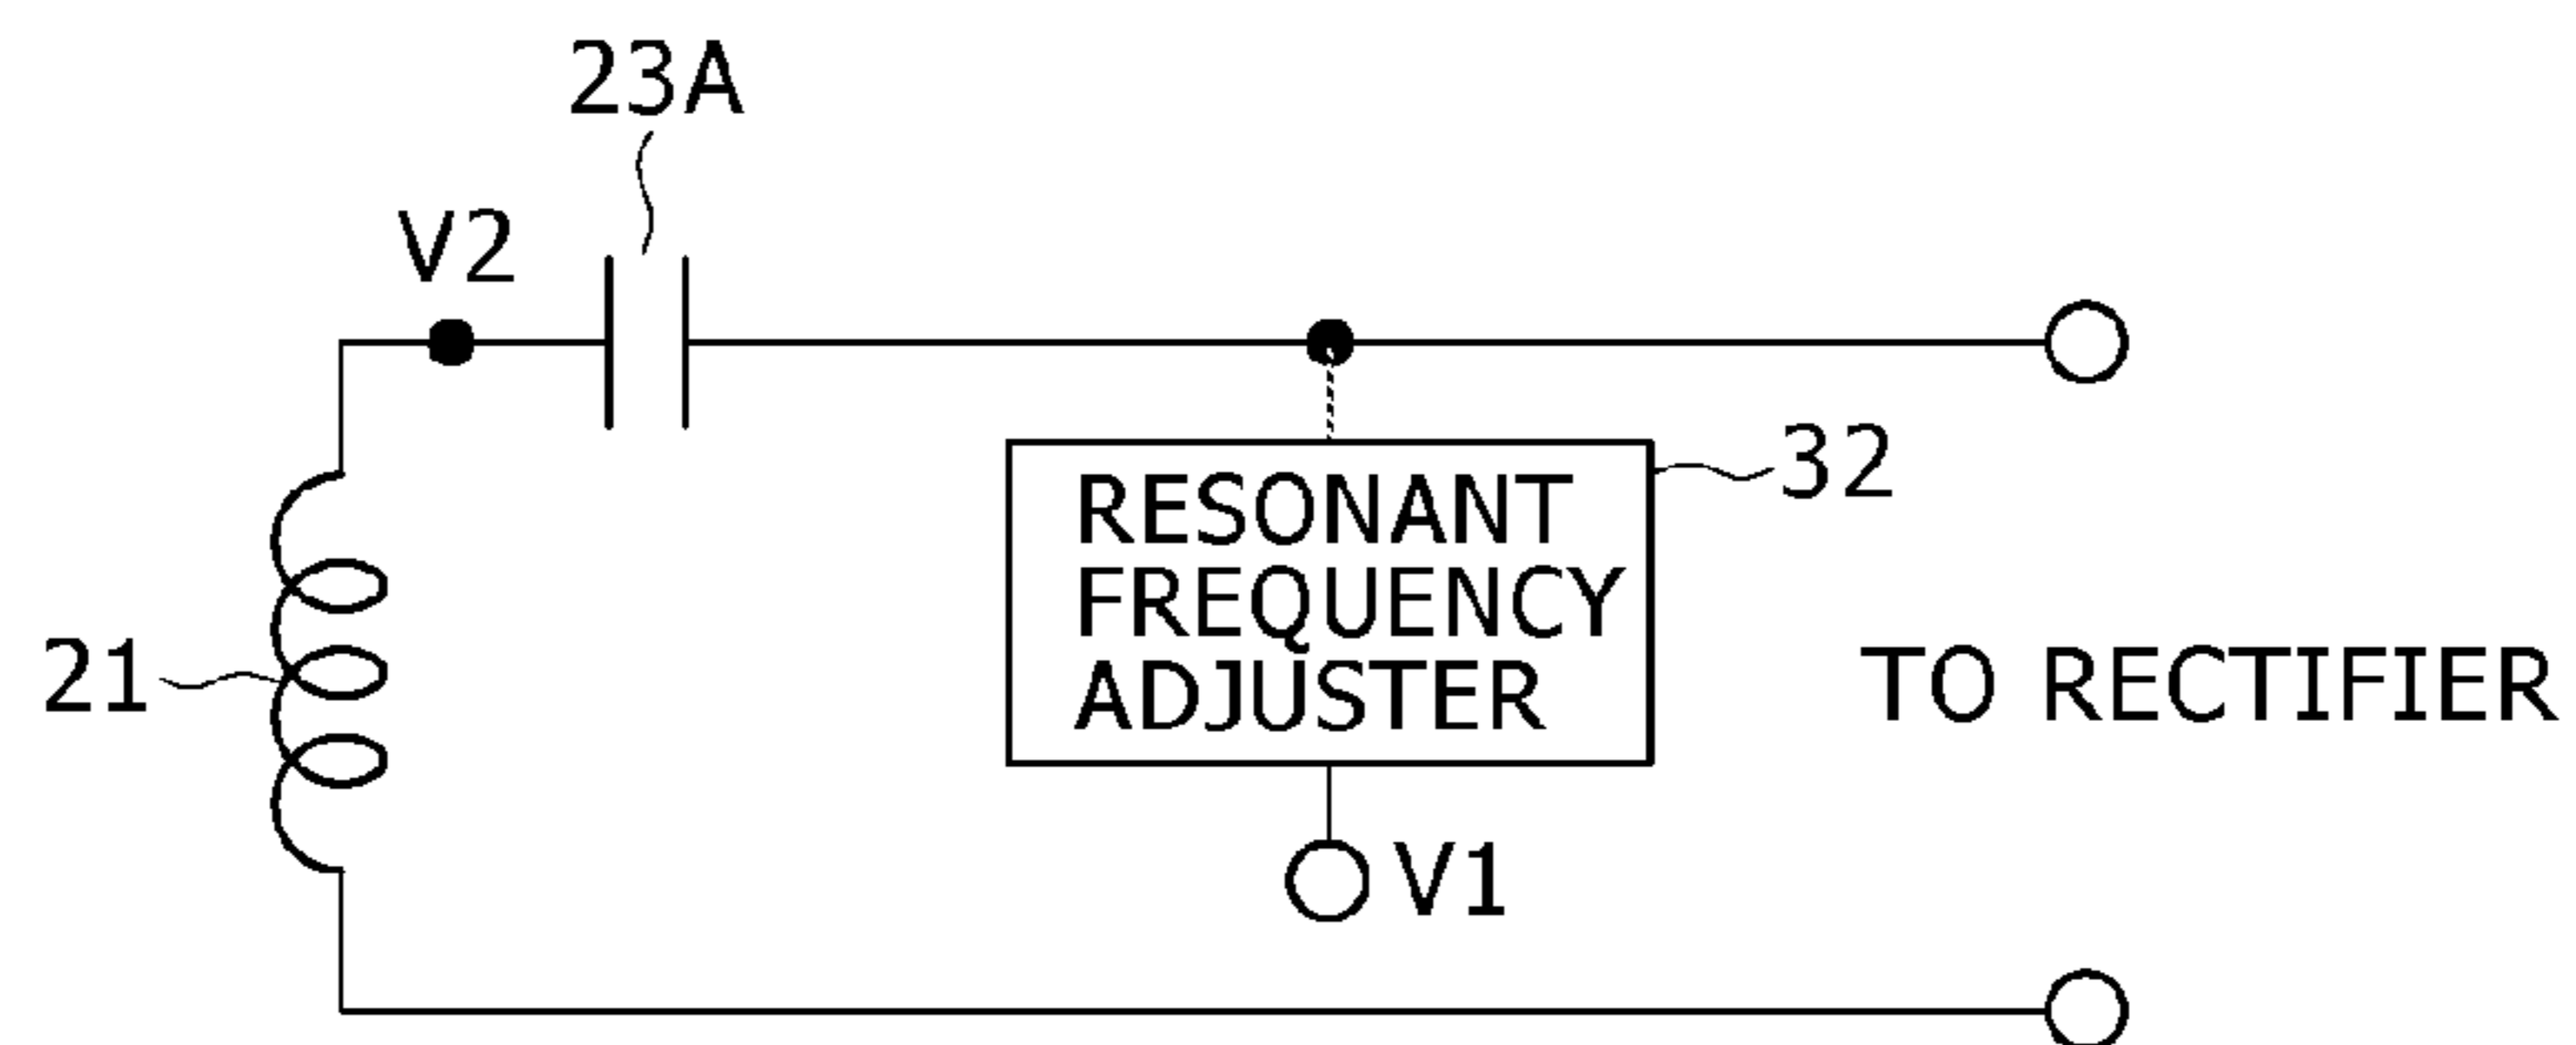 23A
V2
32
RESONANT
FREQUENCY
ADJUSTER
21
TO RECTIFIER
V1